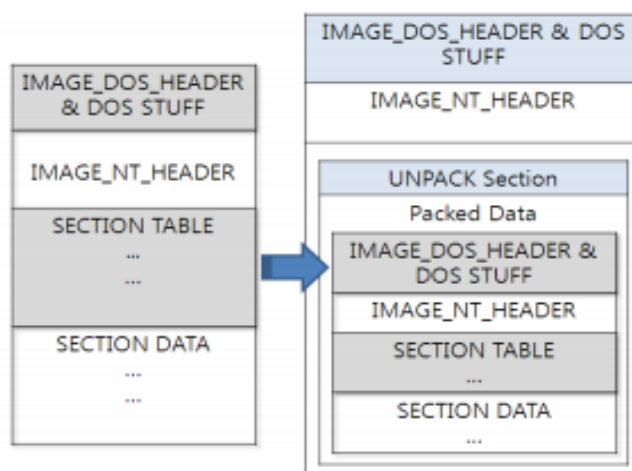 IMAGE_DOS_HEADER
& DOS STUFF
IMAGE_NT_HEADER
SECTION TABLE
...
...
SECTION DATA
...
...
IMAGE_DOS_HEADER & DOS
STUFF
IMAGE_NT_HEADER
UNPACK Section
Packed Data
IMAGE_DOS_HEADER &
DOS STUFF
IMAGE_NT_HEADER
SECTION TABLE
...
SECTION DATA
...